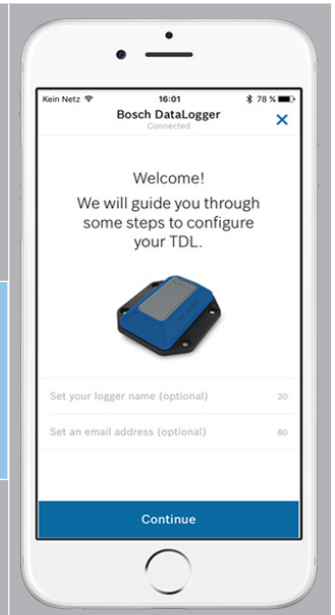 Kein Netz 16:01 78 %
Bosch DataLogger
Connected
Welcome!
We will guide you through
some steps to configure
your TDL.
Set your logger name (optional) 20
Set an email address (optional) 80
Continue